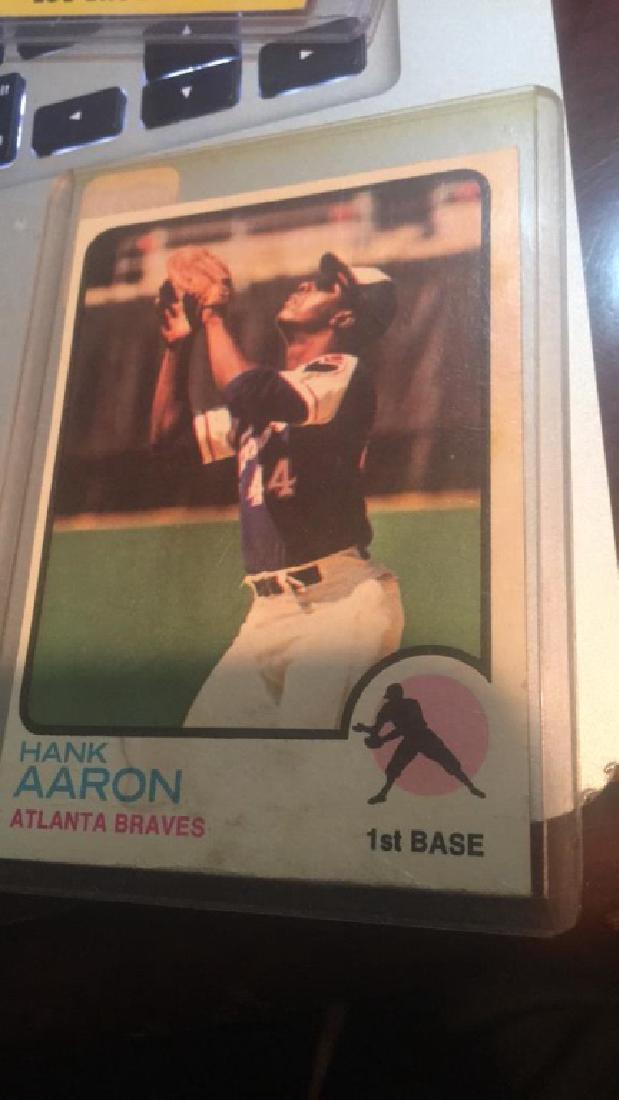 44
HANK
AARON
ATLANTA BRAVES
1st BASE